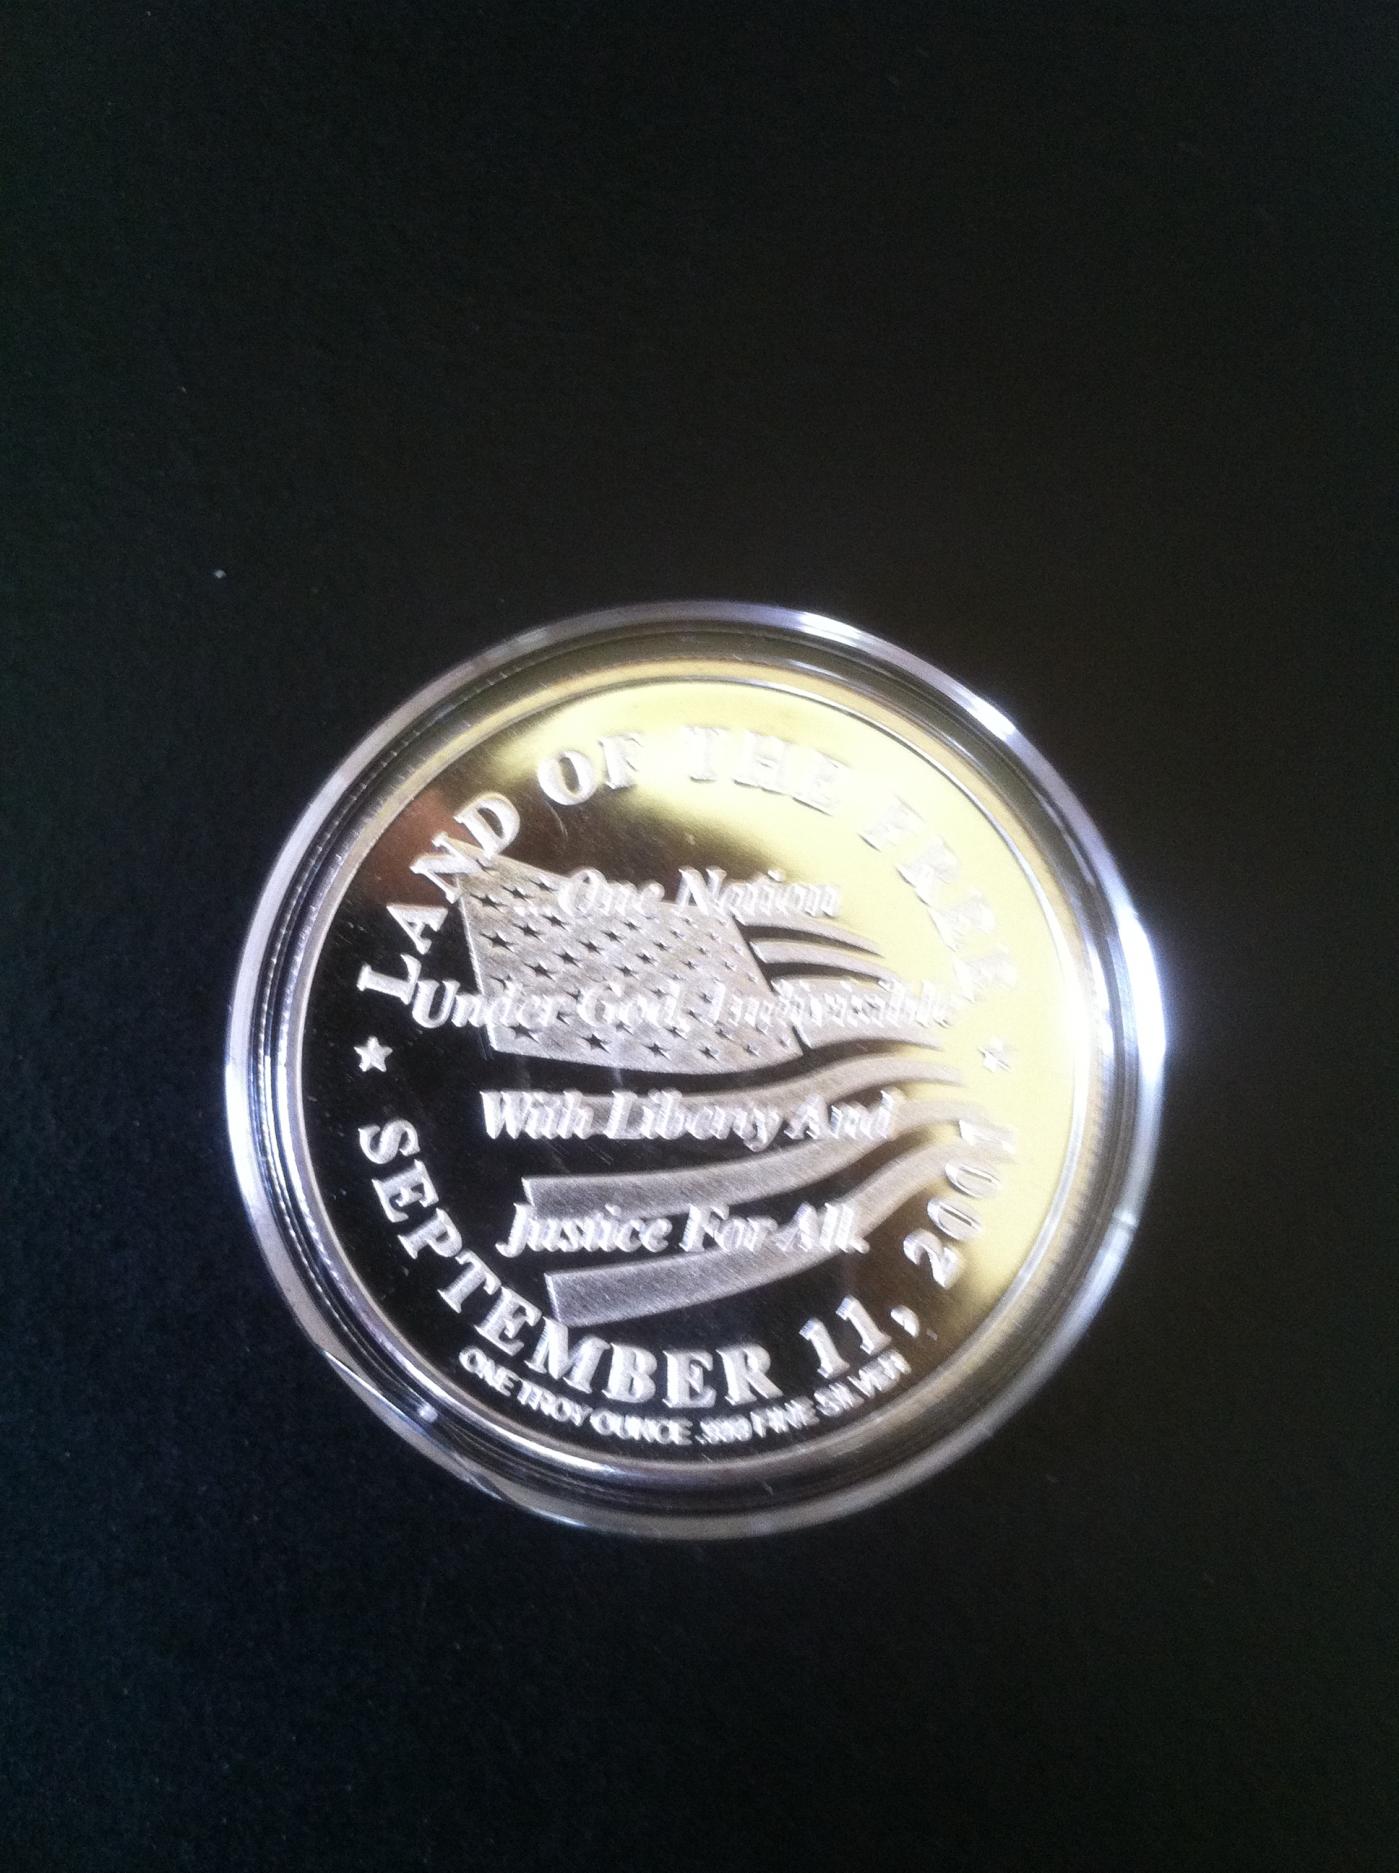 LAND OF THE FREE
...One Nation
Under God, Indivisible
With Liberty And
Justice For All.
SEPTEMBER 11, 2001
ONE TROY OUNCE .999 FINE SILVER